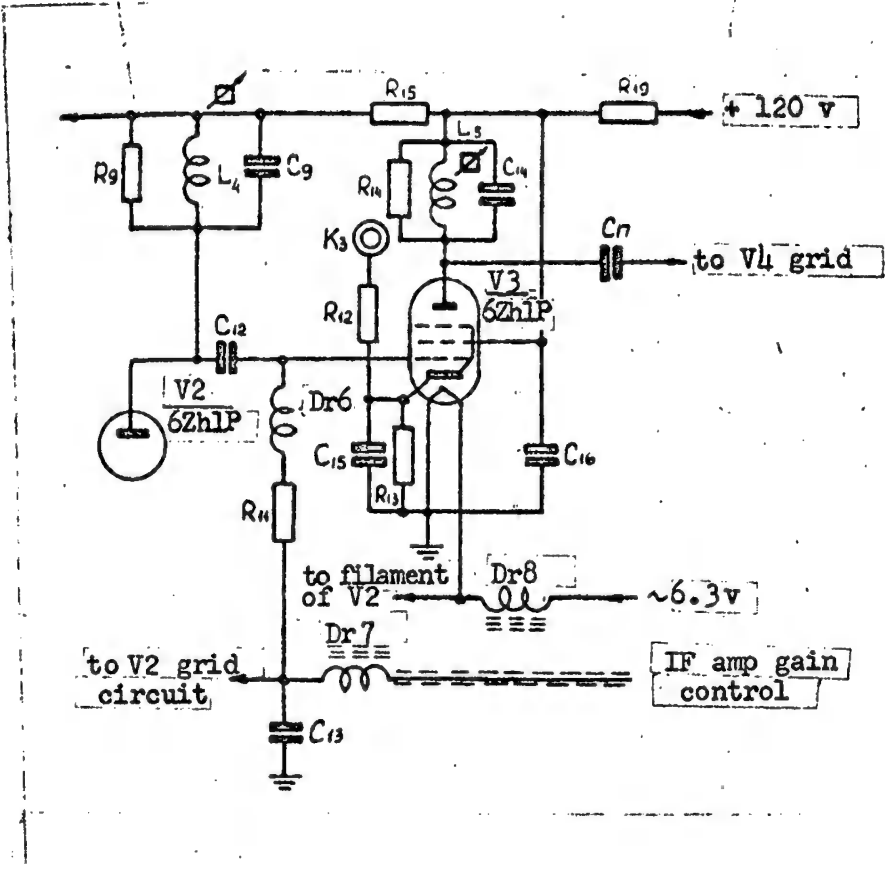 R15
R19
+ 120 v
R9
L4
C9
L5
R14
C14
K3
C17
to V4 grid
V3
6Zh1P
R12
C12
V2
6Zh1P
Dr6
C15
R13
C16
R11
to filament
of V2
Dr8
~6.3v
Dr7
to V2 grid
circuit
IF amp gain
control
C13